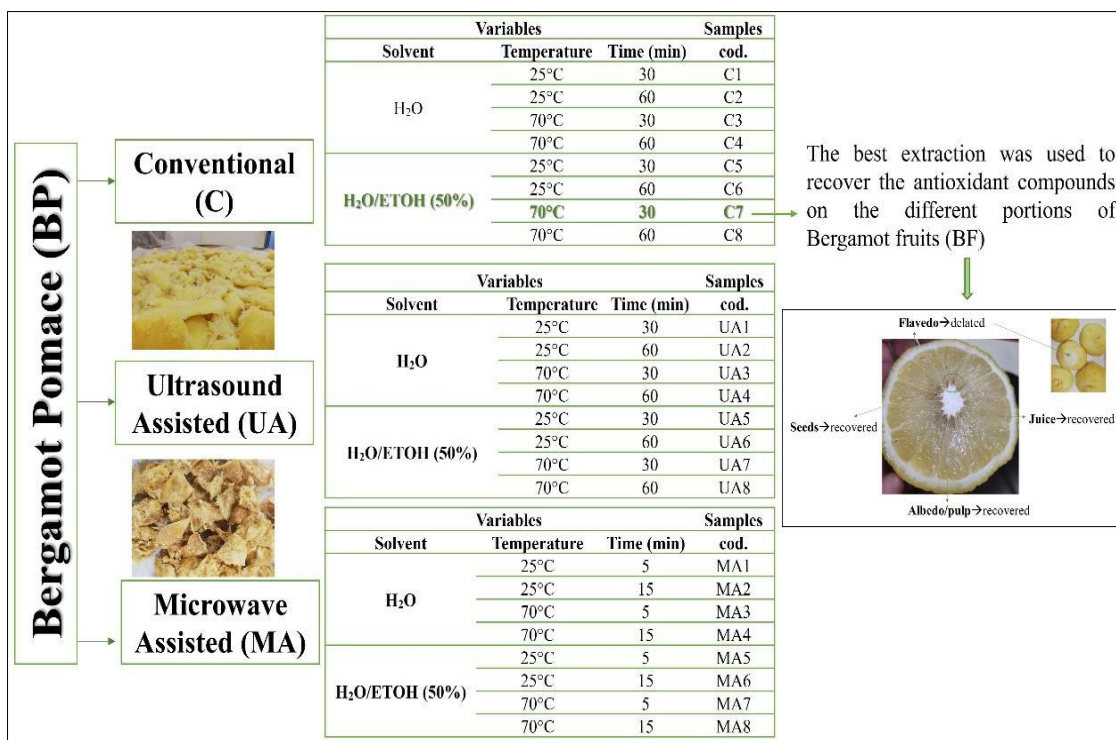 Bergamot Pomace (BP)
Conventional
(C)
Ultrasound
Assisted (UA)
Microwave
Assisted (MA)
Variables Samples
Solvent Temperature Time (min) cod.
H₂O
25°C 30 C1
25°C 60 C2
70°C 30 C3
70°C 60 C4
H₂O/ETOH (50%)
25°C 30 C5
25°C 60 C6
70°C 30 C7
70°C 60 C8
Variables Samples
Solvent Temperature Time (min) cod.
H₂O
25°C 30 UA1
25°C 60 UA2
70°C 30 UA3
70°C 60 UA4
H₂O/ETOH (50%)
25°C 30 UA5
25°C 60 UA6
70°C 30 UA7
70°C 60 UA8
Variables Samples
Solvent Temperature Time (min) cod.
H₂O
25°C 5 MA1
25°C 15 MA2
70°C 5 MA3
70°C 15 MA4
H₂O/ETOH (50%)
25°C 5 MA5
25°C 15 MA6
70°C 5 MA7
70°C 15 MA8
The best extraction was used to
recover the antioxidant compounds
on the different portions of
Bergamot fruits (BF)
Flavedo→delated
Seeds→recovered
Juice→recovered
Albedo/pulp→recovered